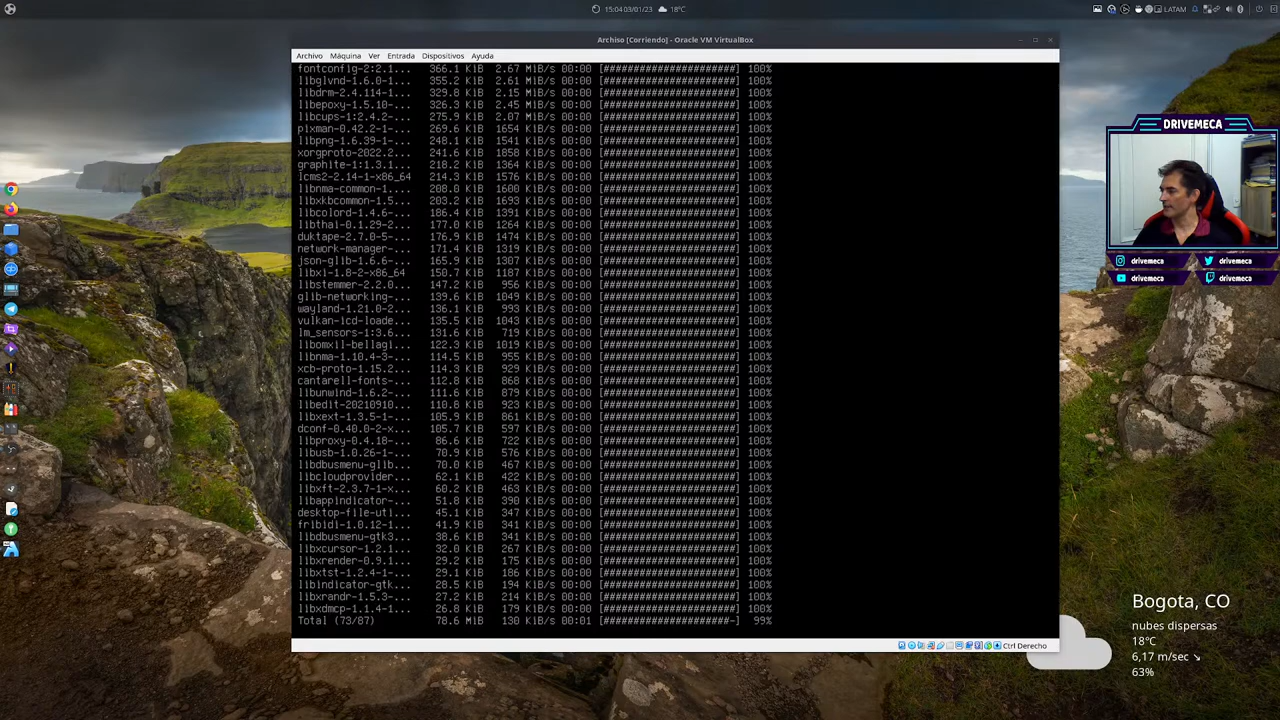 15:04 03/01/23
18°C
LATAM
Archiso [Corriendo] - Oracle VM VirtualBox
Archivo Máquina Ver Entrada Dispositivos Ayuda
fontconfig-2:2.1... 366.1 KiB 2.67 MiB/s 00:00 [######################] 100%
libglvnd-1.6.0-1... 355.2 KiB 2.61 MiB/s 00:00 [######################] 100%
libdrm-2.4.114-1... 329.8 KiB 2.15 MiB/s 00:00 [######################] 100%
libepoxy-1.5.10-... 326.3 KiB 2.45 MiB/s 00:00 [######################] 100%
libcups-1:2.4.2-... 275.9 KiB 2.07 MiB/s 00:00 [######################] 100%
pixman-0.42.2-1-... 269.6 KiB 1654 KiB/s 00:00 [######################] 100%
libpng-1.6.39-1-... 248.1 KiB 1541 KiB/s 00:00 [######################] 100%
xorgproto-2022.2... 241.6 KiB 1858 KiB/s 00:00 [######################] 100%
graphite-1:1.3.1... 218.2 KiB 1364 KiB/s 00:00 [######################] 100%
lcms2-2.14-1-x86_64 214.3 KiB 1576 KiB/s 00:00 [######################] 100%
libnma-common-1.... 208.0 KiB 1600 KiB/s 00:00 [######################] 100%
libxkbcommon-1.5... 203.2 KiB 1693 KiB/s 00:00 [######################] 100%
libcolord-1.4.6-... 186.4 KiB 1391 KiB/s 00:00 [######################] 100%
libthai-0.1.29-2... 177.0 KiB 1264 KiB/s 00:00 [######################] 100%
duktape-2.7.0-5-... 176.9 KiB 1474 KiB/s 00:00 [######################] 100%
network-manager-... 171.4 KiB 1319 KiB/s 00:00 [######################] 100%
json-glib-1.6.6-... 165.9 KiB 1307 KiB/s 00:00 [######################] 100%
libxi-1.8-2-x86_64 150.7 KiB 1187 KiB/s 00:00 [######################] 100%
libstemmer-2.2.0... 147.2 KiB 956 KiB/s 00:00 [######################] 100%
glib-networking-... 139.6 KiB 1049 KiB/s 00:00 [######################] 100%
wayland-1.21.0-2... 136.1 KiB 993 KiB/s 00:00 [######################] 100%
vulkan-icd-loade... 135.5 KiB 1043 KiB/s 00:00 [######################] 100%
lm_sensors-1:3.6... 131.6 KiB 719 KiB/s 00:00 [######################] 100%
libomxil-bellagi... 122.3 KiB 1019 KiB/s 00:00 [######################] 100%
libnma-1.10.4-3-... 114.5 KiB 955 KiB/s 00:00 [######################] 100%
xcb-proto-1.15.2... 114.3 KiB 929 KiB/s 00:00 [######################] 100%
cantarell-fonts-... 112.8 KiB 868 KiB/s 00:00 [######################] 100%
libunwind-1.6.2-... 111.6 KiB 879 KiB/s 00:00 [######################] 100%
libedit-20210910... 110.8 KiB 923 KiB/s 00:00 [######################] 100%
libxext-1.3.5-1-... 105.9 KiB 861 KiB/s 00:00 [######################] 100%
dconf-0.40.0-2-x... 105.7 KiB 597 KiB/s 00:00 [######################] 100%
libproxy-0.4.18-... 86.6 KiB 722 KiB/s 00:00 [######################] 100%
libusb-1.0.26-1-... 70.9 KiB 576 KiB/s 00:00 [######################] 100%
libdbusmenu-glib... 70.0 KiB 467 KiB/s 00:00 [######################] 100%
libcloudprovider... 62.1 KiB 422 KiB/s 00:00 [######################] 100%
libxft-2.3.7-1-x... 60.2 KiB 463 KiB/s 00:00 [######################] 100%
libappindicator-... 51.8 KiB 390 KiB/s 00:00 [######################] 100%
desktop-file-uti... 45.1 KiB 347 KiB/s 00:00 [######################] 100%
fribidi-1.0.12-1... 41.9 KiB 341 KiB/s 00:00 [######################] 100%
libdbusmenu-gtk3... 38.6 KiB 341 KiB/s 00:00 [######################] 100%
libxcursor-1.2.1... 32.0 KiB 267 KiB/s 00:00 [######################] 100%
libxrender-0.9.1... 29.2 KiB 175 KiB/s 00:00 [######################] 100%
libxtst-1.2.4-1-... 29.1 KiB 186 KiB/s 00:00 [######################] 100%
libindicator-gtk... 28.5 KiB 194 KiB/s 00:00 [######################] 100%
libxrandr-1.5.3-... 27.2 KiB 214 KiB/s 00:00 [######################] 100%
libxdmcp-1.1.4-1... 26.8 KiB 179 KiB/s 00:00 [######################] 100%
Total (73/87) 78.6 MiB 130 KiB/s 00:01 [#####################-] 99%
Ctrl Derecho
DRIVEMECA
drivemeca drivemeca
drivemeca drivemeca
Bogota, CO
nubes dispersas
18°C
6,17 m/sec ↘
63%